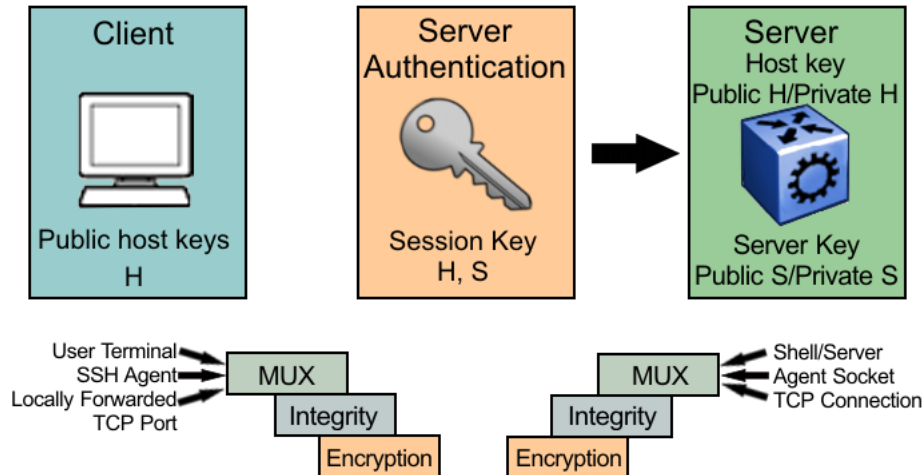 Client
Public host keys
H
Server
Authentication
Session Key
H, S
Server
Host key
Public H/Private H
Server Key
Public S/Private S
User Terminal
SSH Agent
Locally Forwarded
TCP Port
MUX
Integrity
Encryption
MUX
Integrity
Encryption
Shell/Server
Agent Socket
TCP Connection